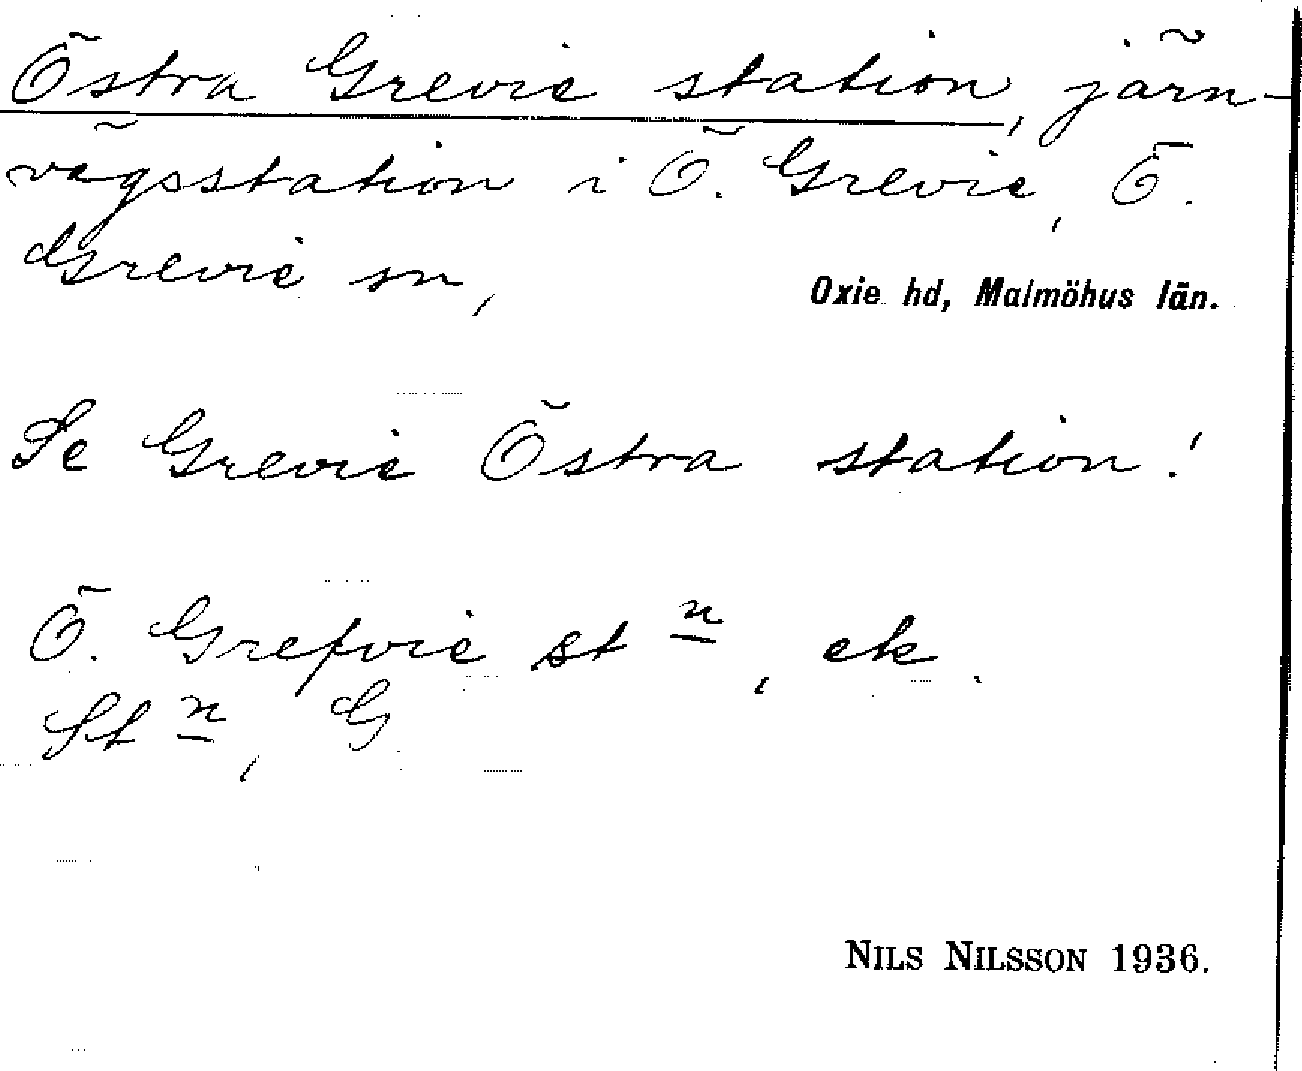 Östra Grevie station, järn-
vägsstation i Ö. Grevie, Ö.
Grevie sn,
Oxie hd, Malmöhus län.
Se Grevie Östra station!
Ö. Grefvie stn, ek.
Stn, G
NILS NILSSON 1936.